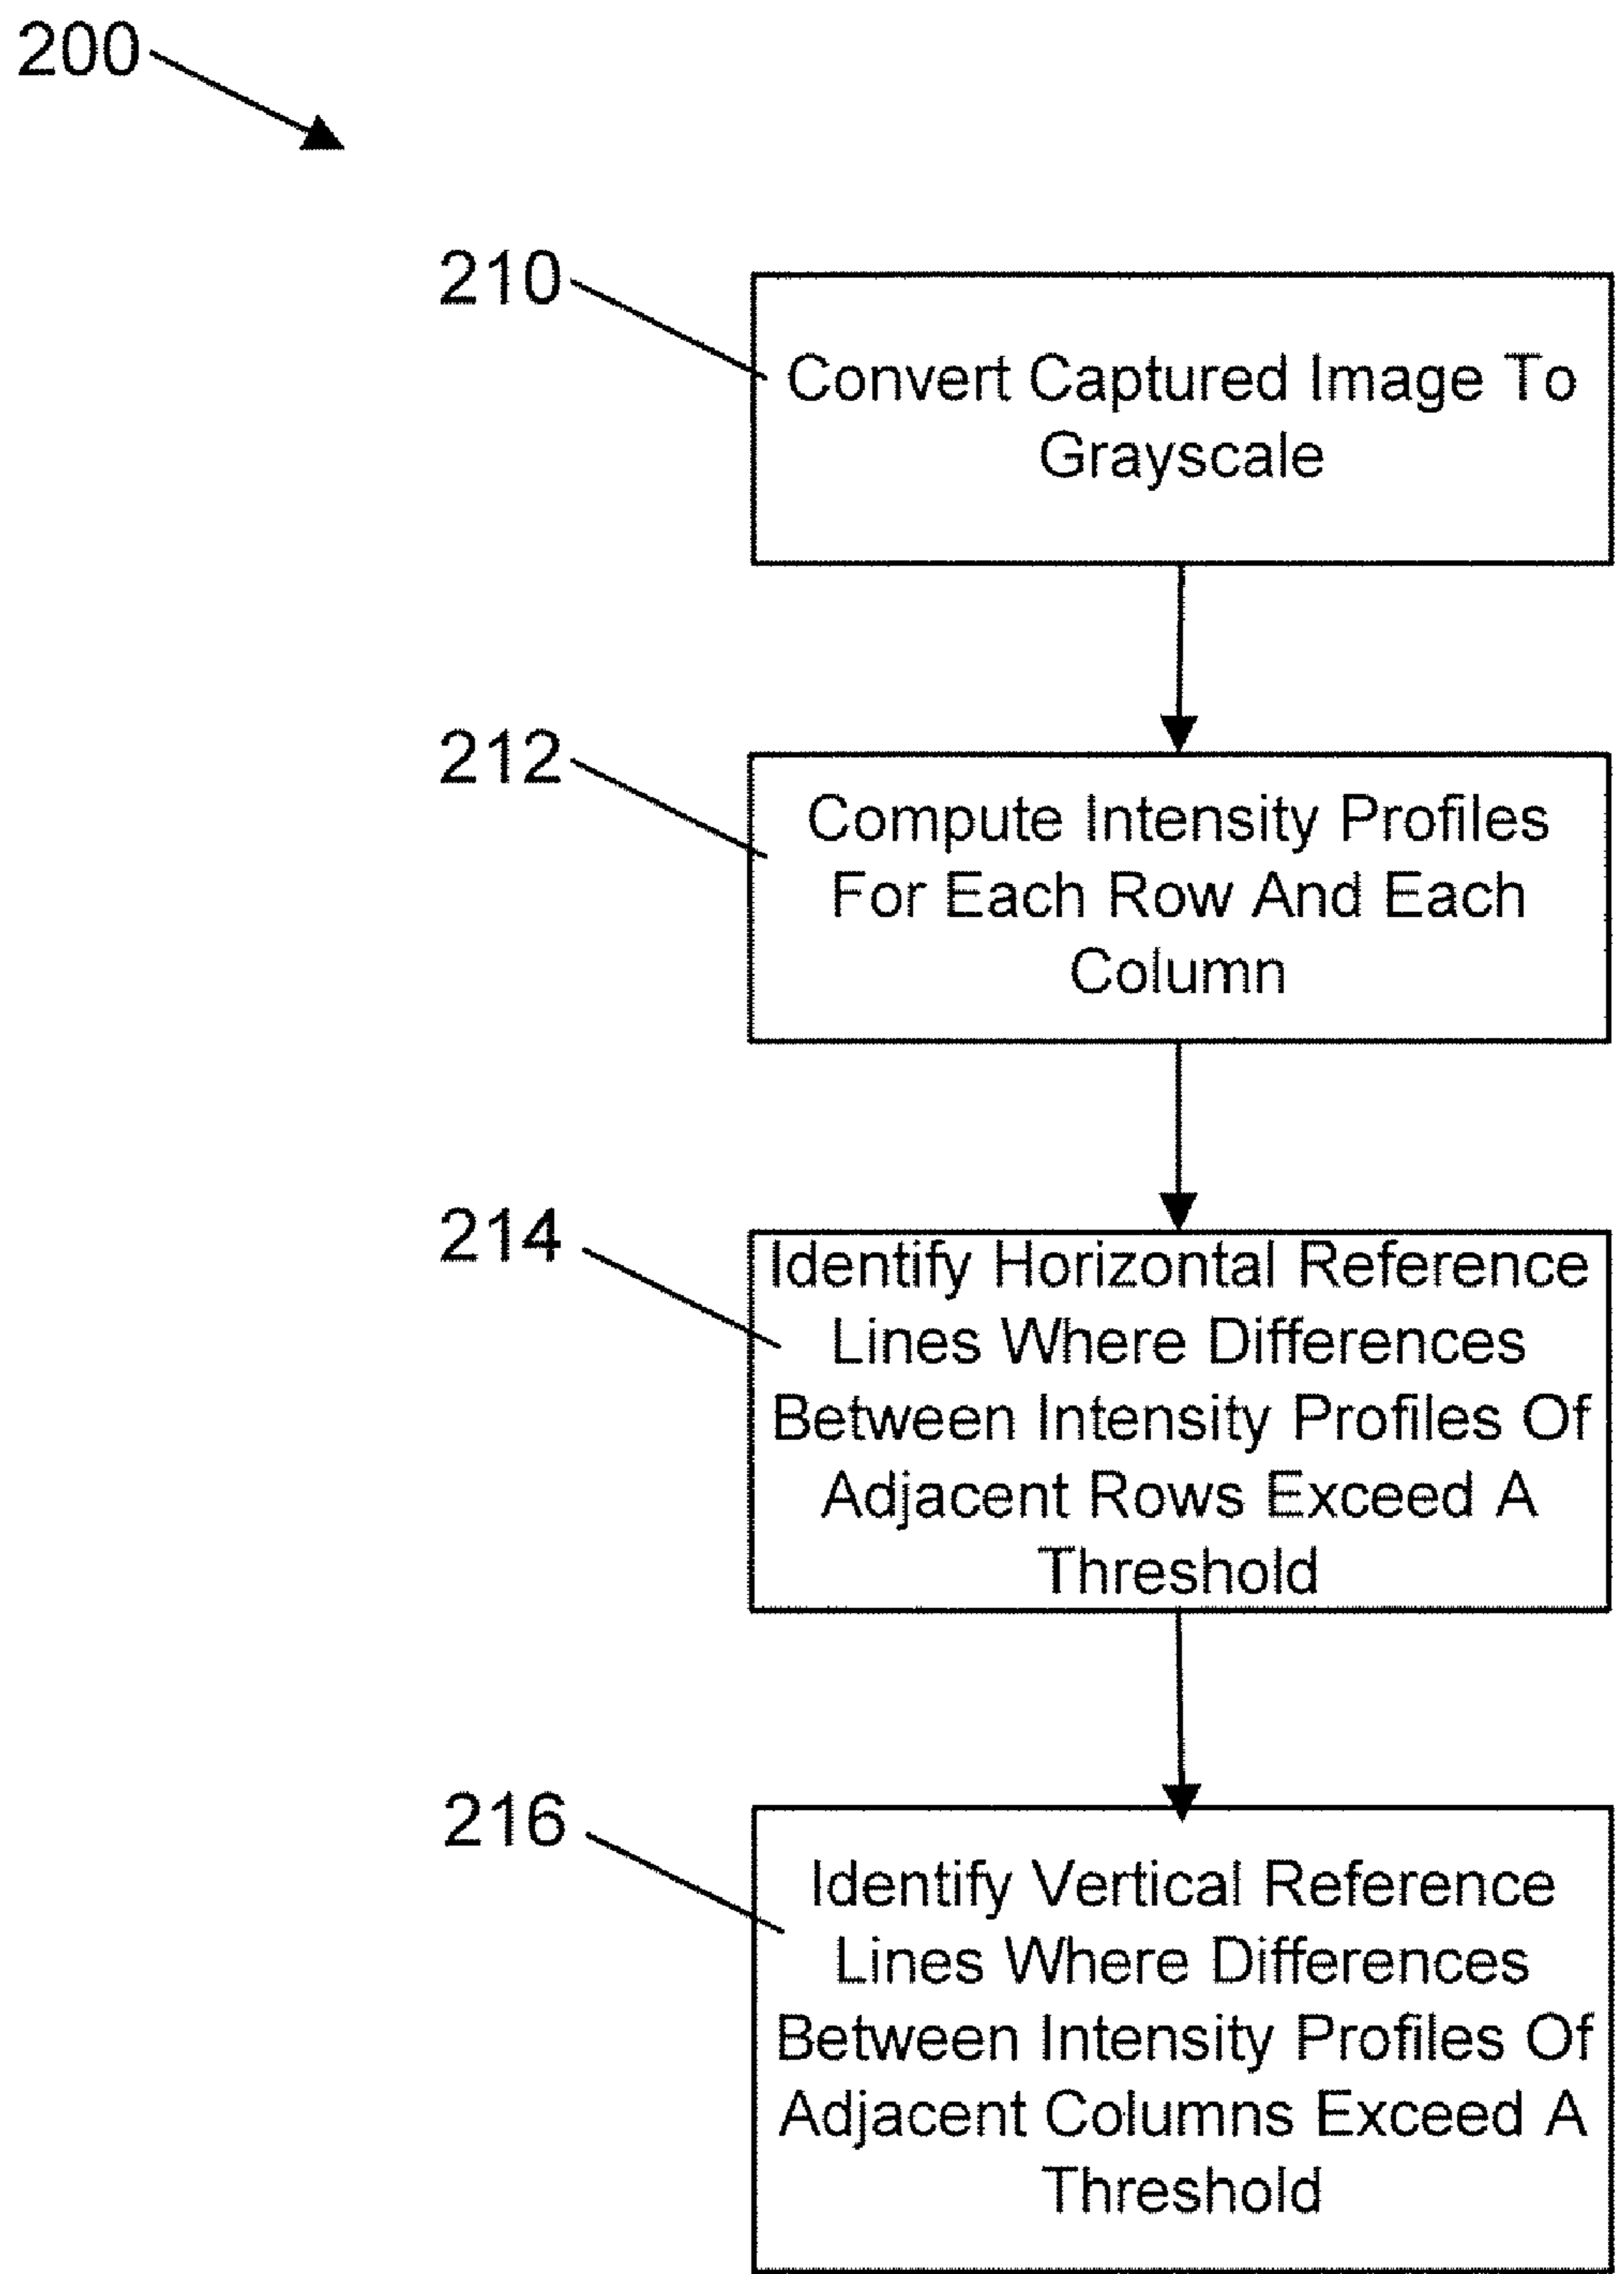 200
210
Convert Captured Image To
Grayscale
212
Compute Intensity Profiles
For Each Row And Each
Column
214
Identify Horizontal Reference
Lines Where Differences
Between Intensity Profiles Of
Adjacent Rows Exceed A
Threshold
216
Identify Vertical Reference
Lines Where Differences
Between Intensity Profiles Of
Adjacent Columns Exceed A
Threshold